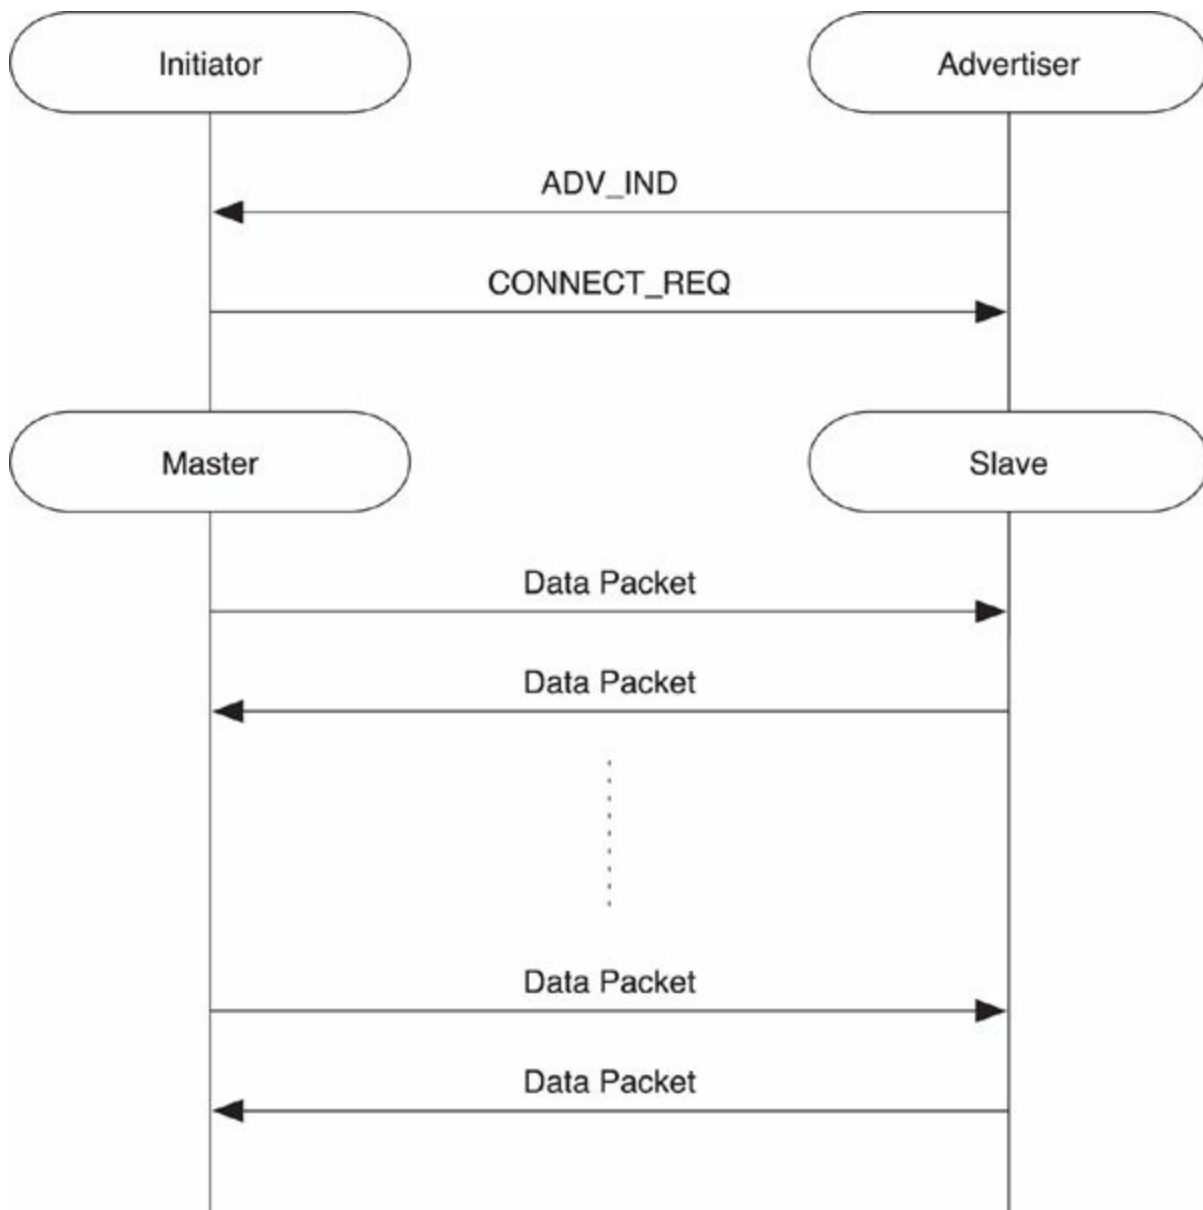 Initiator
Advertiser
ADV_IND
CONNECT_REQ
Master
Slave
Data Packet
Data Packet
Data Packet
Data Packet